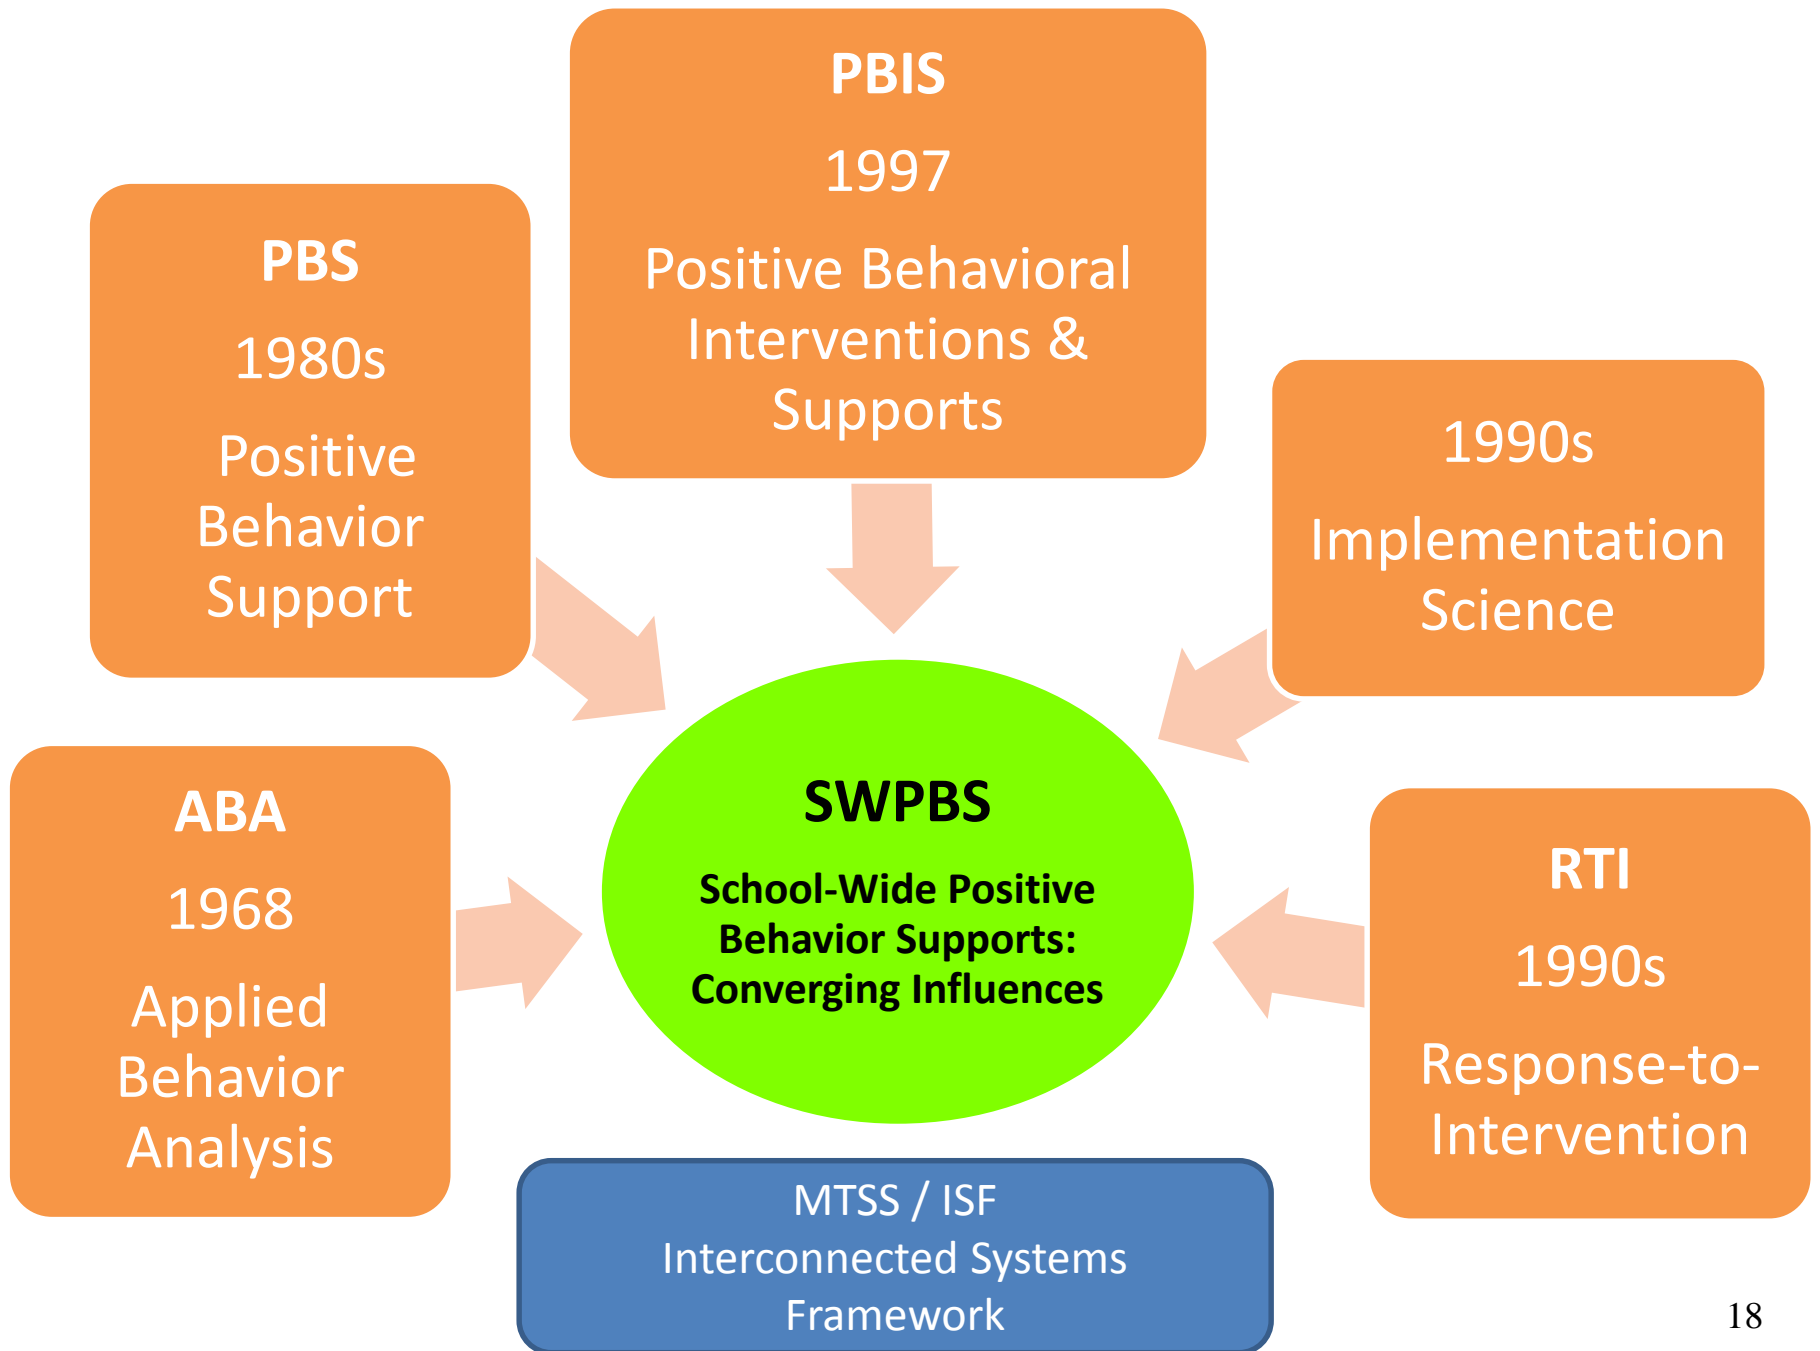 PBIS
1997
Positive Behavioral
Interventions &
Supports
PBS
1980s
Positive
Behavior
Support
1990s
Implementation
Science
ABA
1968
Applied
Behavior
Analysis
SWPBS
School-Wide Positive
Behavior Supports:
Converging Influences
RTI
1990s
Response-to-
Intervention
MTSS / ISF
Interconnected Systems
Framework
18